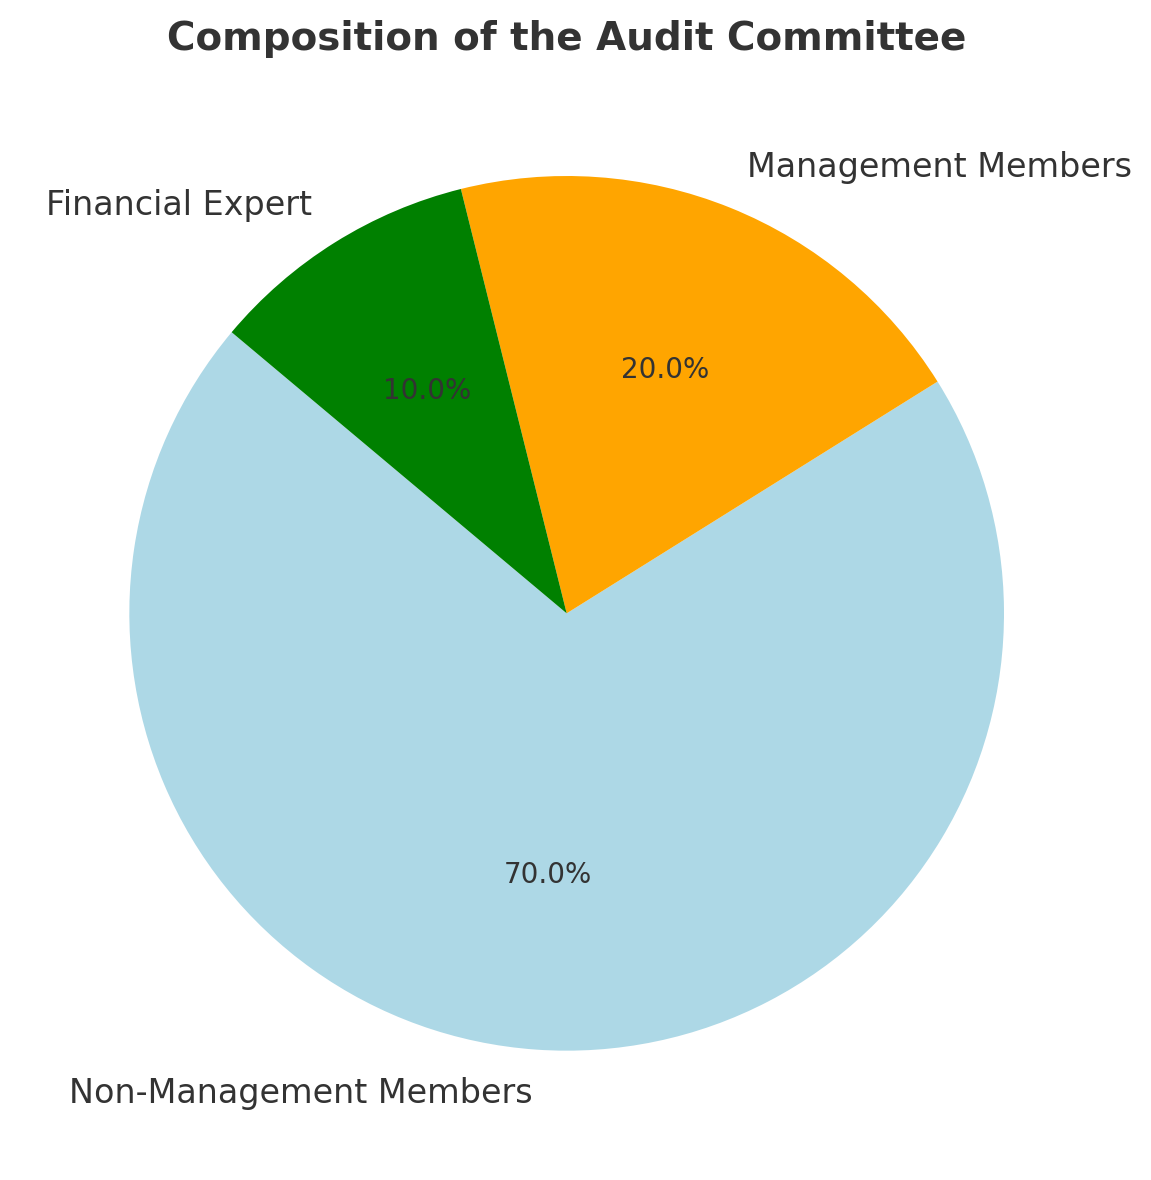 Composition of the Audit Committee
Management Members
Financial Expert
20.0%
10.0%
70.0%
Non-Management Members